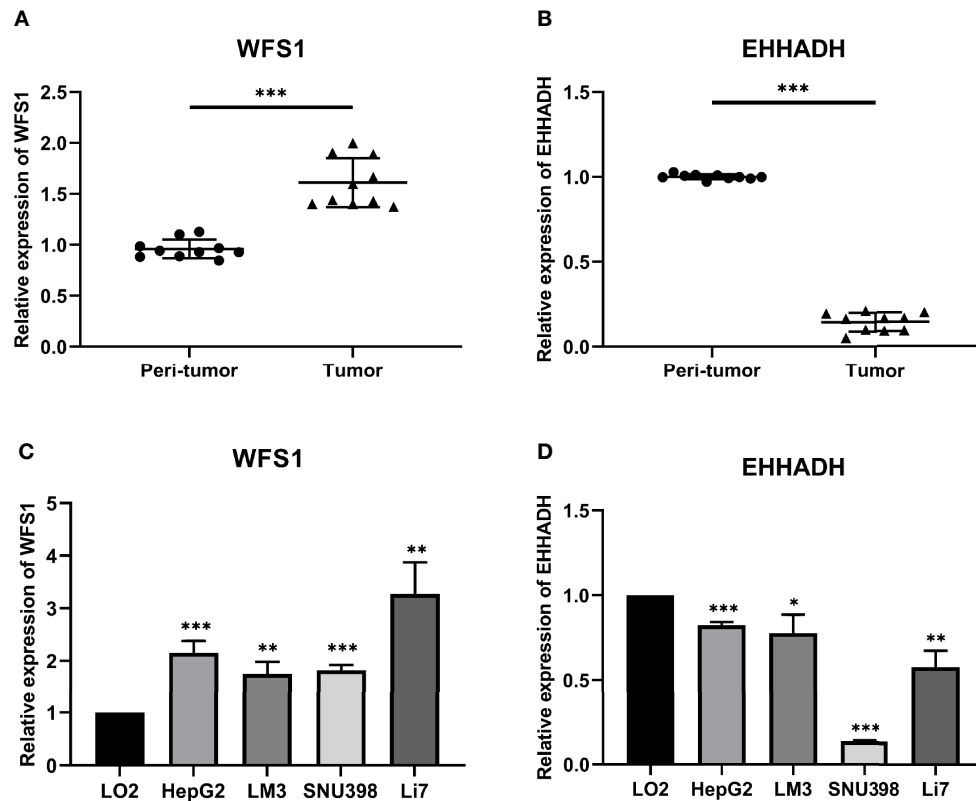 A
WFS1
Relative expression of WFS1
2.5
2.0
1.5
1.0
0.5
0.0
***
Peri-tumor Tumor
B
EHHADH
Relative expression of EHHADH
1.5
1.0
0.5
0.0
***
Peri-tumor Tumor
C
WFS1
Relative expression of WFS1
5
4
3
2
1
0
*** ** *** **
LO2 HepG2 LM3 SNU398 Li7
D
EHHADH
Relative expression of EHHADH
1.5
1.0
0.5
0.0
*** * *** **
LO2 HepG2 LM3 SNU398 Li7